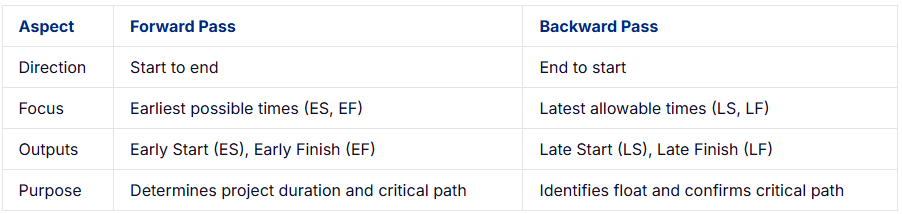 Aspect Forward Pass Backward Pass
Direction Start to end End to start
Focus Earliest possible times (ES, EF) Latest allowable times (LS, LF)
Outputs Early Start (ES), Early Finish (EF) Late Start (LS), Late Finish (LF)
Purpose Determines project duration and critical path Identifies float and confirms critical path